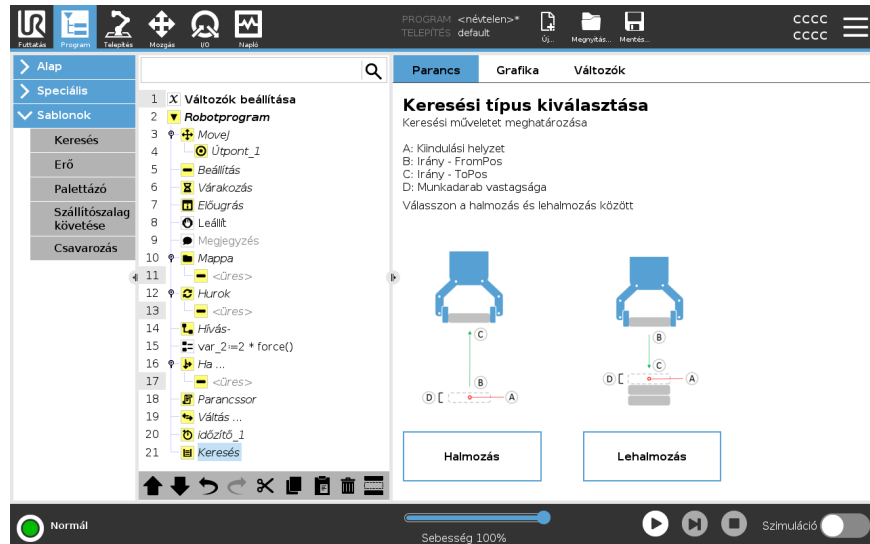 UR
Futtatás
Program
Telepítés
Mozgás
I/O
Napló
PROGRAM <névtelen>*
TELEPÍTÉS default
Új...
Megnyitás...
Mentés...
cccc
cccc
Alap
Speciális
Sablonok
Keresés
Erő
Palettázó
Szállítószalag
követése
Csavarozás
1 X Változók beállítása
2 Robotprogram
3 MoveJ
4 Útpont_1
5 Beállítás
6 Várakozás
7 Előugrás
8 Leállít
9 Megjegyzés
10 Mappa
11 <üres>
12 Hurok
13 <üres>
14 Hívás-
15 var_2:=2 * force()
16 Ha ...
17 <üres>
18 Parancssor
19 Váltás ...
20 időzítő_1
21 Keresés
Parancs Grafika Változók
Keresési típus kiválasztása
Keresési műveletet meghatározása
A: Kiindulási helyzet
B: Irány - FromPos
C: Irány - ToPos
D: Munkadarab vastagsága
Válasszon a halmozás és lehalmozás között
C
B
D
A
B
C
D
A
Halmozás
Lehalmozás
Normál
Sebesség 100%
Szimuláció